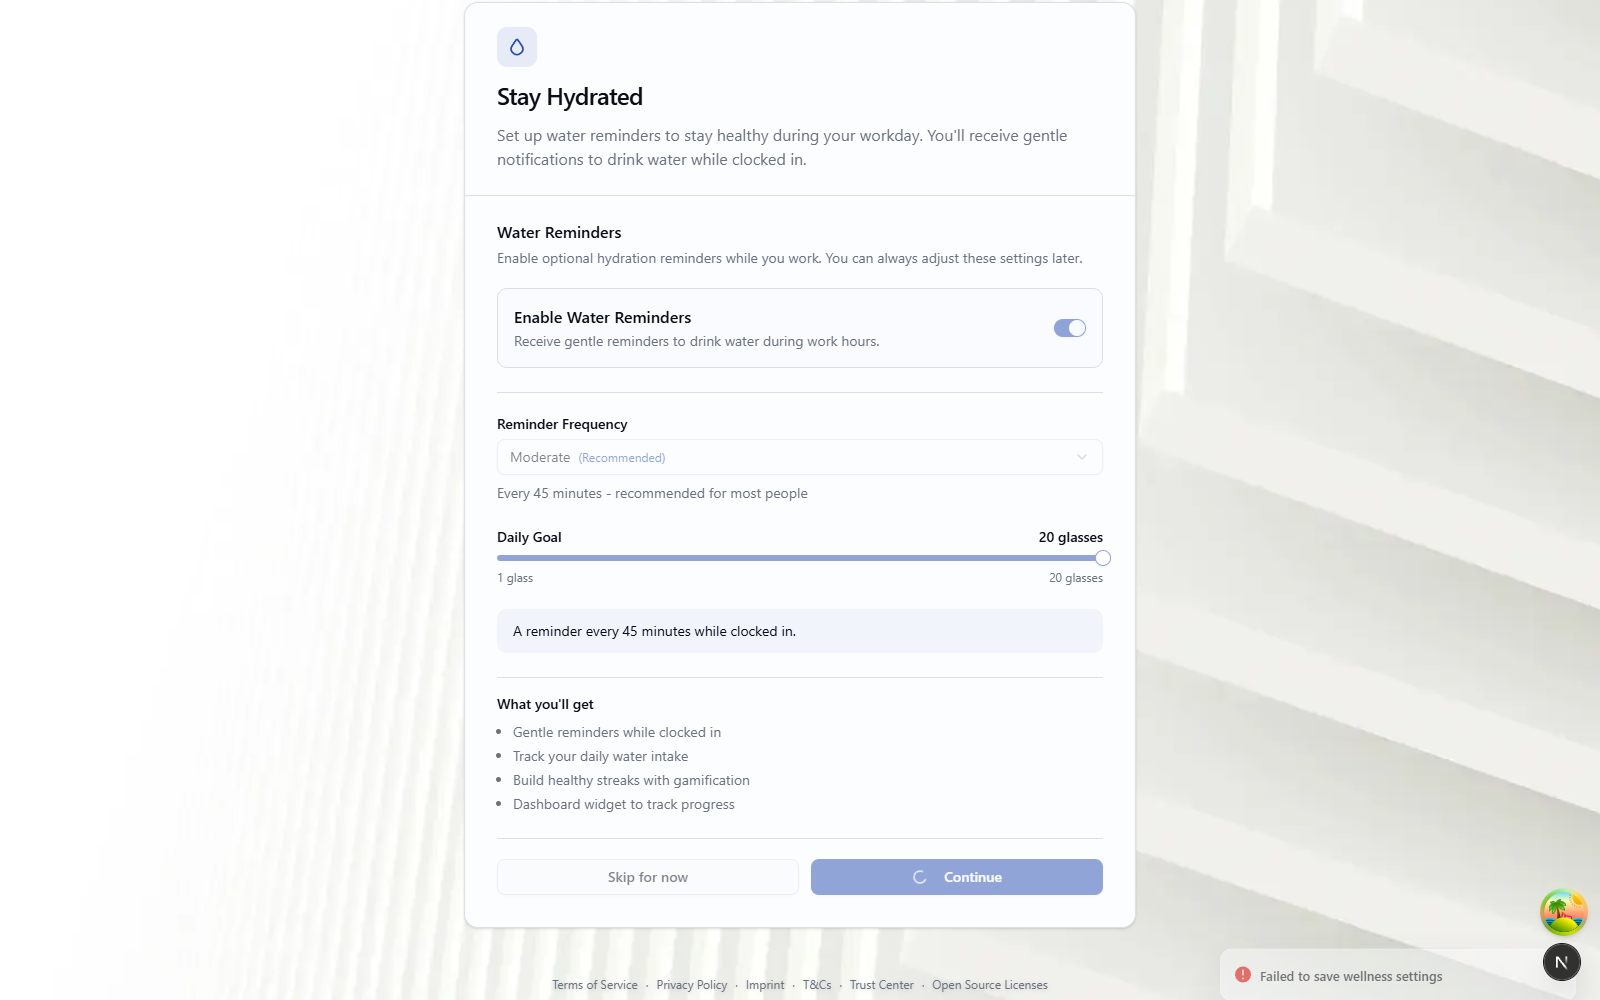 Stay Hydrated
Set up water reminders to stay healthy during your workday. You'll receive gentle
notifications to drink water while clocked in.
Water Reminders
Enable optional hydration reminders while you work. You can always adjust these settings later.
Enable Water Reminders
Receive gentle reminders to drink water during work hours.
Reminder Frequency
Moderate (Recommended)
Every 45 minutes - recommended for most people
Daily Goal 20 glasses
1 glass 20 glasses
A reminder every 45 minutes while clocked in.
What you'll get
Gentle reminders while clocked in
Track your daily water intake
Build healthy streaks with gamification
Dashboard widget to track progress
Skip for now Continue
Terms of Service · Privacy Policy · Imprint · T&Cs · Trust Center · Open Source Licenses
Failed to save wellness settings
N